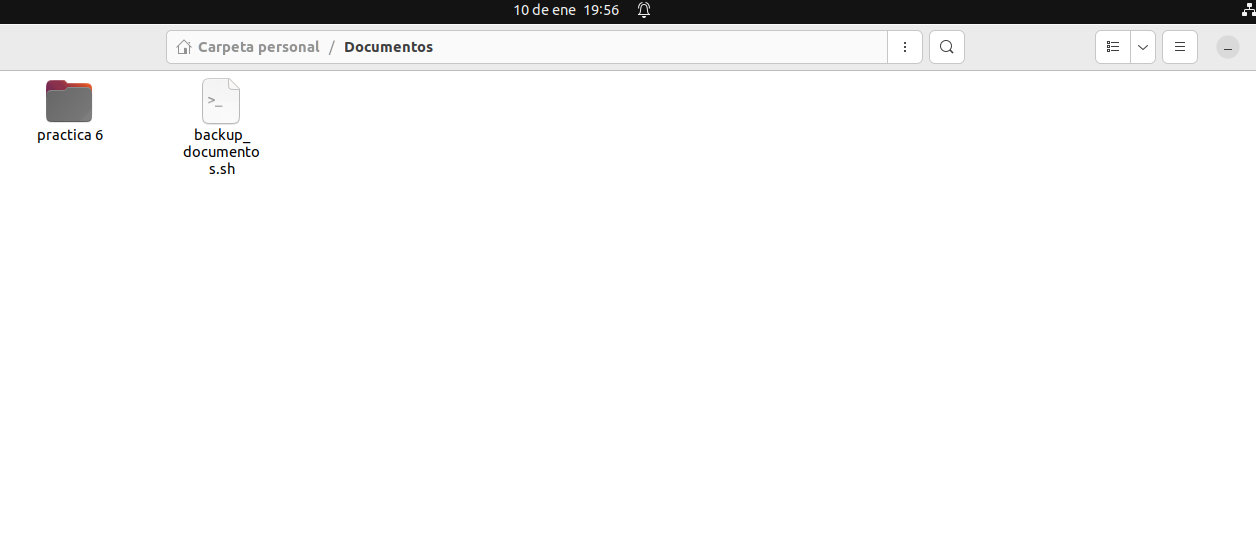 10 de ene 19:56
Carpeta personal / Documentos
practica 6
backup_
documento
s.sh